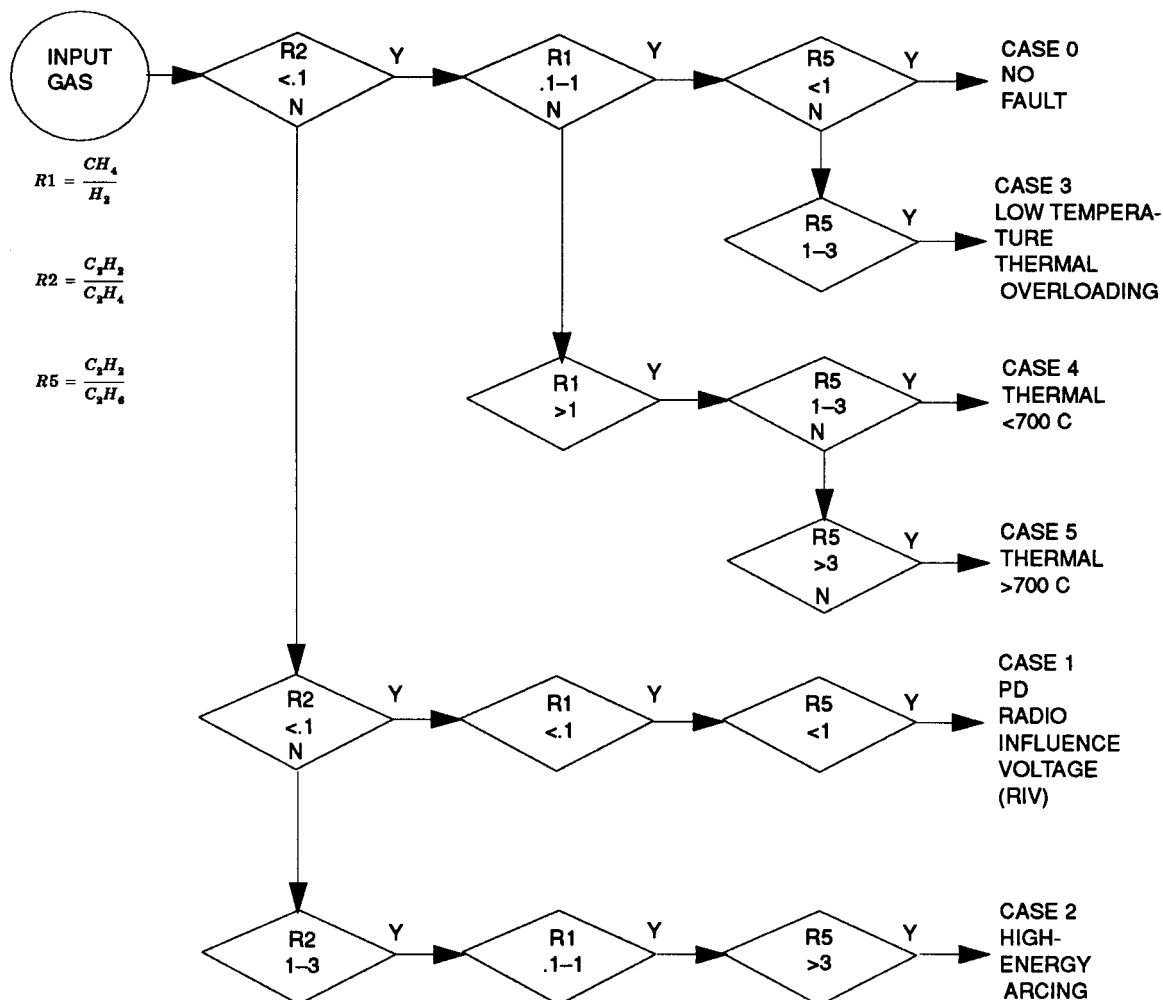 INPUT
GAS
R2
<.1
N
Y
R1
.1–1
N
Y
R5
<1
N
Y
CASE 0
NO
FAULT
R1 = CH4 / H2
R2 = C2H2 / C2H4
R5 = C2H2 / C2H6
R5
1–3
Y
CASE 3
LOW TEMPERA-
TURE
THERMAL
OVERLOADING
R1
>1
Y
R5
1–3
N
Y
CASE 4
THERMAL
<700 C
R5
>3
N
Y
CASE 5
THERMAL
>700 C
R2
<.1
N
Y
R1
<.1
Y
R5
<1
Y
CASE 1
PD
RADIO
INFLUENCE
VOLTAGE
(RIV)
R2
1–3
Y
R1
.1–1
Y
R5
>3
Y
CASE 2
HIGH-
ENERGY
ARCING